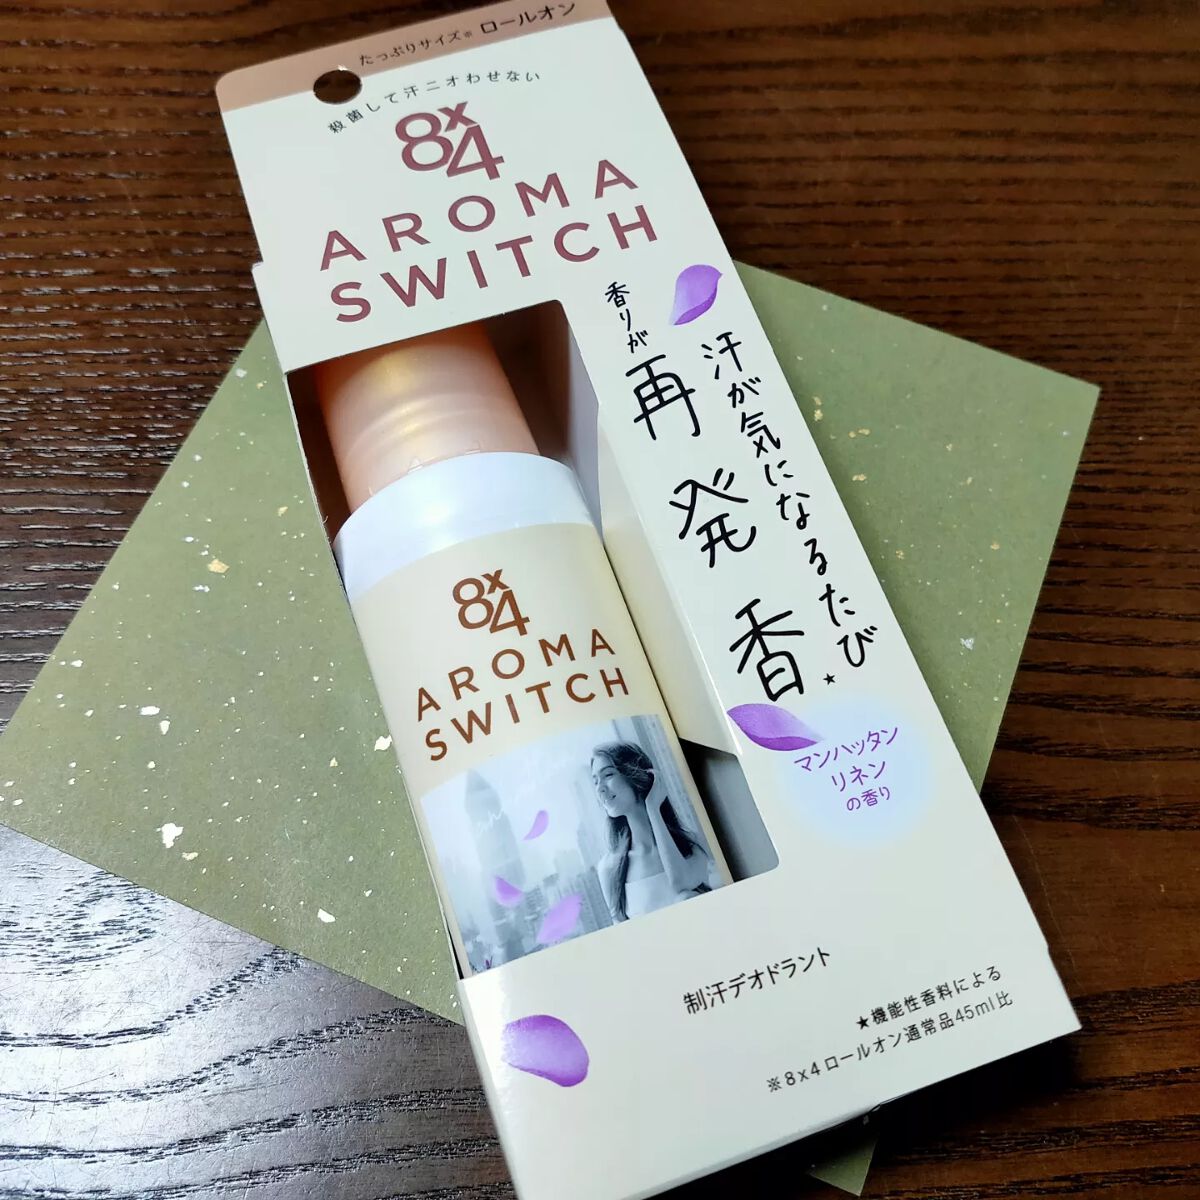 たっぷりサイズ※ ロールオン
殺菌して汗ニオわせない
8x4
AROMA
SWITCH
汗が気になるたび
香りが
再発香★
マンハッタン
リネン
の香り
8x4
AROMA
SWITCH
制汗デオドラント
★機能性香料による
※8x4ロールオン通常品45ml比